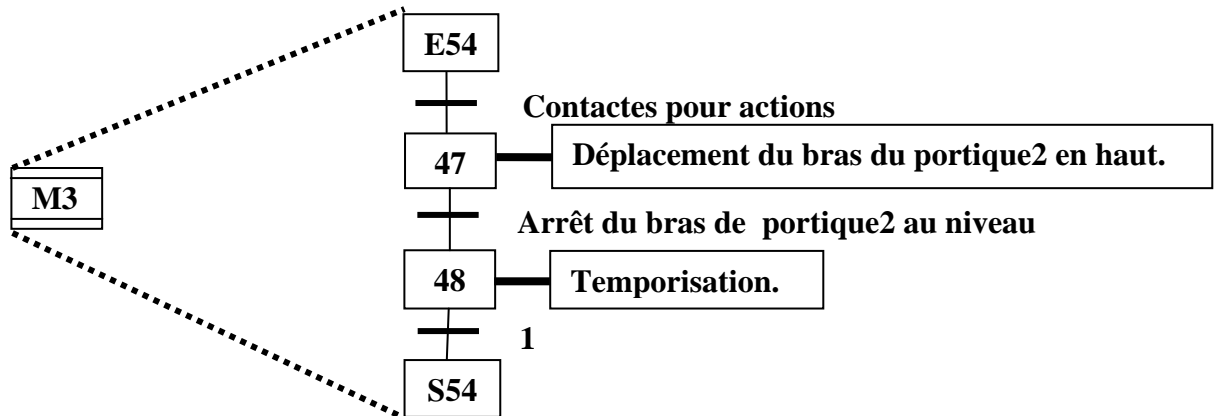 E54
Contactes pour actions
47
Déplacement du bras du portique2 en haut.
M3
Arrêt du bras de portique2 au niveau
48
Temporisation.
1
S54